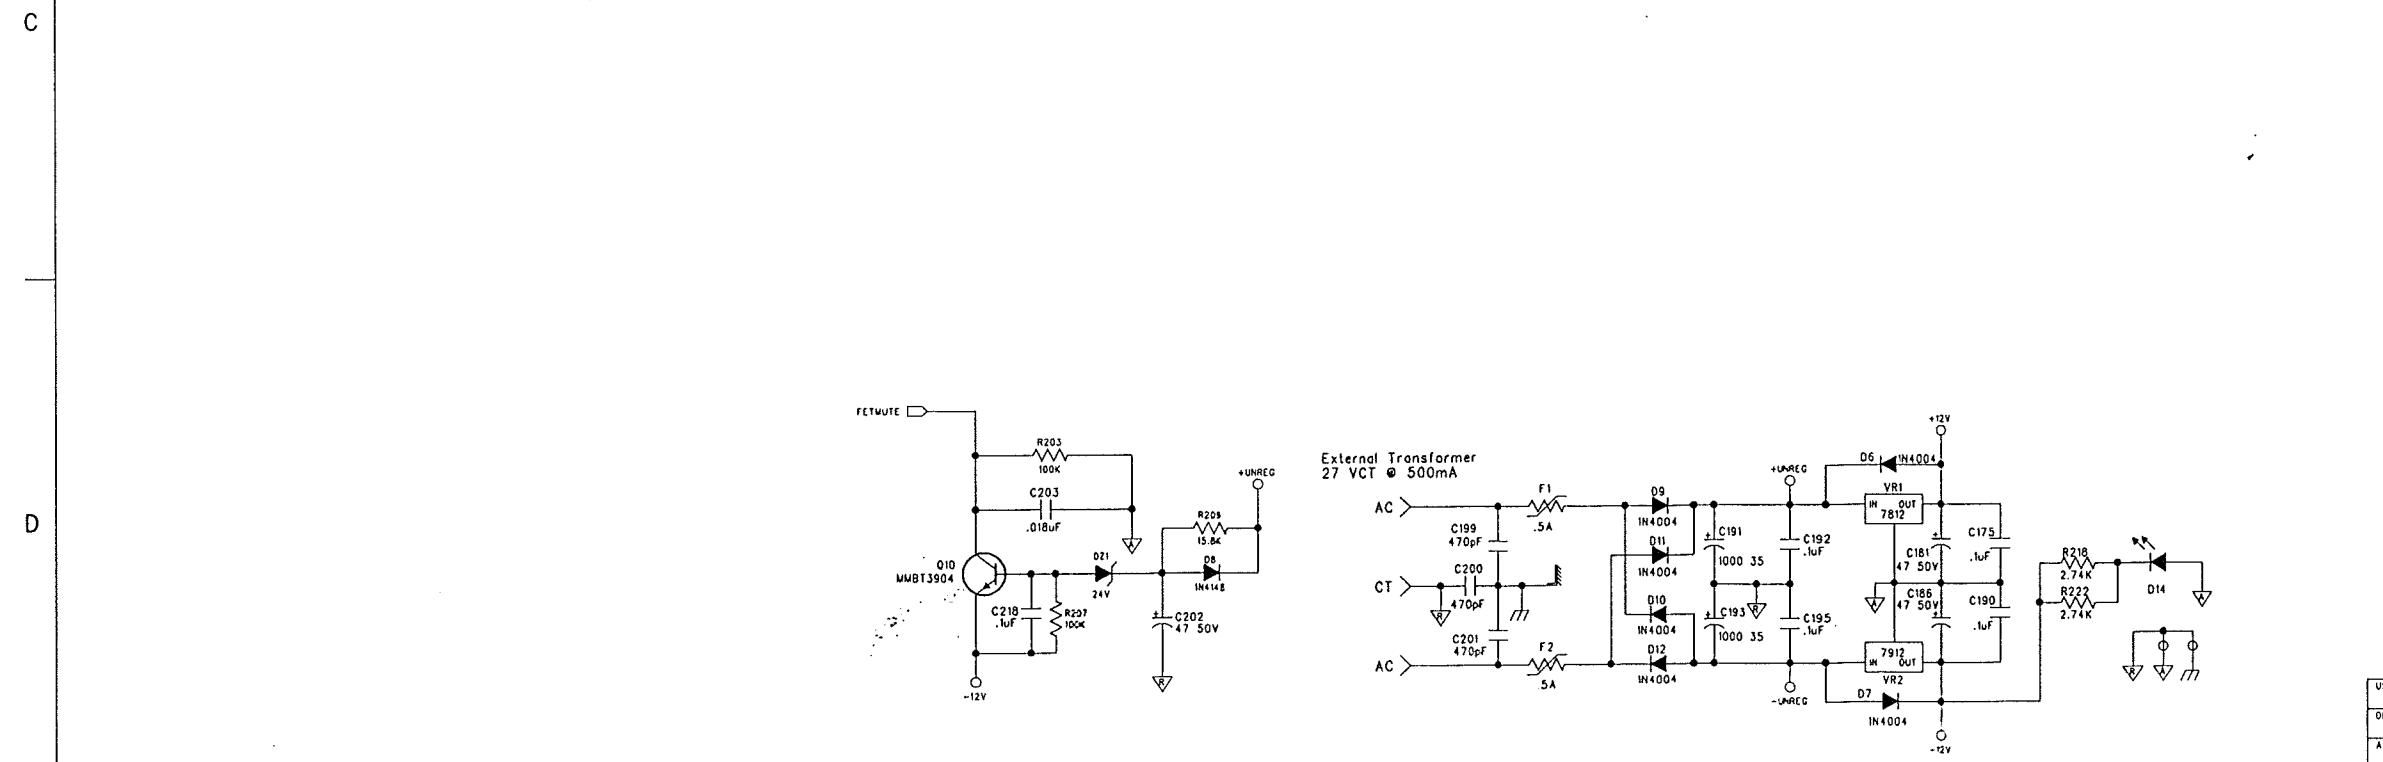 C
D
FETMUTE
R203
100K
C203
.018uF
Q10
MMBT3904
C218
.1uF
R207
100K
-12V
DZ1
24V
+UNREG
R209
15.8K
D8
1N4148
C202
+
47 50V
R
A
External Transformer
27 VCT @ 500mA
AC
CT
AC
C199
470pF
C200
470pF
C201
470pF
R
F1
.5A
F2
.5A
D9
1N4004
D11
1N4004
D10
1N4004
D12
1N4004
+
C191
1000 35
+
C193
1000 35
R
+UNREG
C192
.1uF
C195
.1uF
-UNREG
D6
1N4004
VR1
IN OUT
7812
7912
IN OUT
VR2
D7
1N4004
+12V
+
C181
47 50V
C186
47 50V
+
A
C175
.1uF
C190
.1uF
-12V
R218
2.74K
R222
2.74K
D14
A
R
A